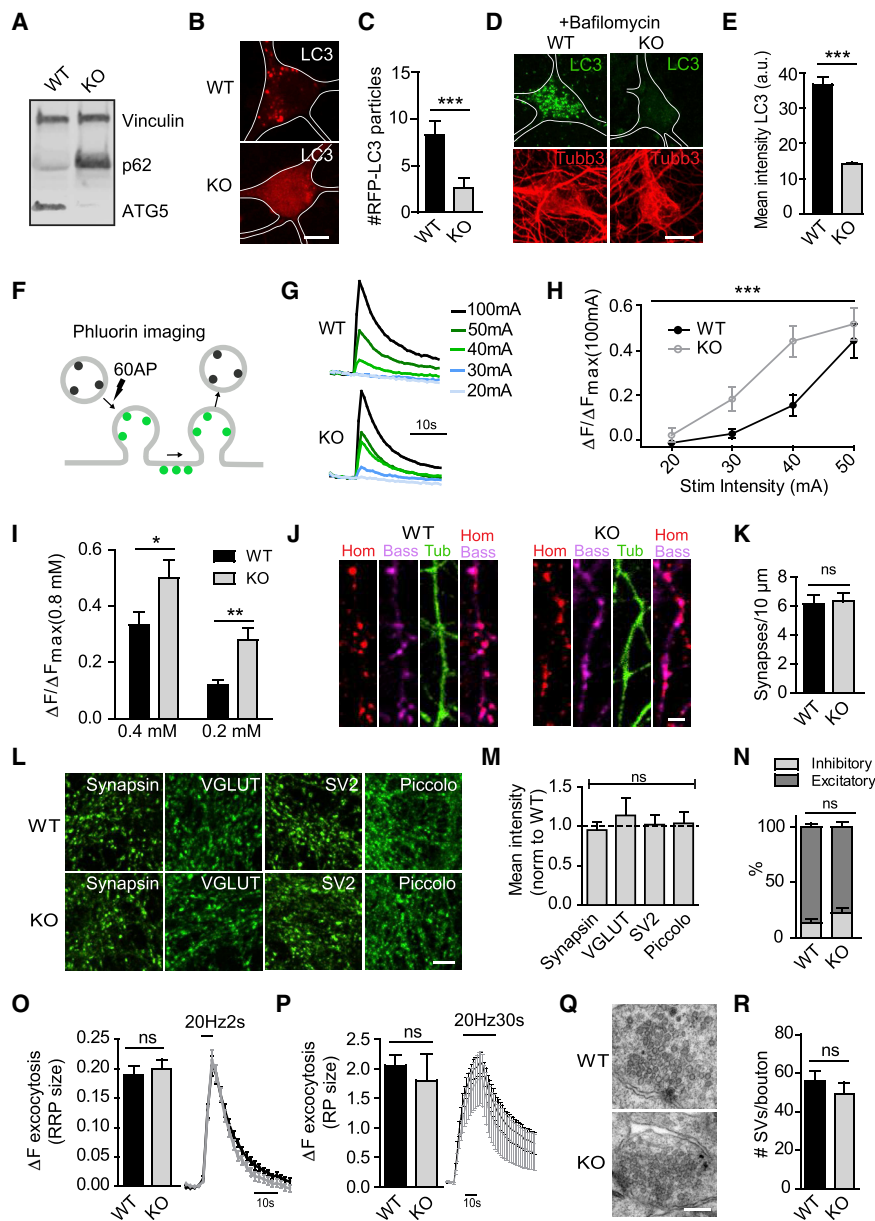 A
WT KO
Vinculin
p62
ATG5
B
WT
LC3
KO
LC3
C
#RFP-LC3 particles
15
10
5
0
***
WT KO
D
+Bafilomycin
WT KO
LC3 LC3
Tubb3 Tubb3
E
Mean intensity LC3 (a.u.)
40
30
20
10
0
***
WT KO
F
Phluorin imaging
60AP
G
WT
KO
100mA
50mA
40mA
30mA
20mA
10s
H
ΔF/ΔFmax(100mA)
0.6
0.4
0.2
0.0
***
WT
KO
20 30 40 50
Stim Intensity (mA)
I
ΔF/ΔFmax(0.8 mM)
0.6
0.3
0.2
0.0
*
**
WT
KO
0.4 mM 0.2 mM
J
WT
Hom Bass Tub Hom Bass
KO
Hom Bass Tub Hom Bass
K
Synapses/10 µm
8
6
4
2
0
ns
WT KO
L
WT
Synapsin VGLUT SV2 Piccolo
KO
Synapsin VGLUT SV2 Piccolo
M
Mean intensity
(norm to WT)
1.5
1.0
0.5
0.0
ns
Synapsin VGLUT SV2 Piccolo
N
Inhibitory
Excitatory
ns
%
100
50
0
WT KO
O
ΔF excocytosis
(RRP size)
0.25
0.20
0.15
0.10
0.05
0.00
ns
WT KO
20Hz2s
10s
P
ΔF excocytosis
(RP size)
2.5
2.0
1.5
1.0
0.5
0.0
ns
WT KO
20Hz30s
10s
Q
WT
KO
R
# SVs/bouton
80
60
40
20
0
ns
WT KO